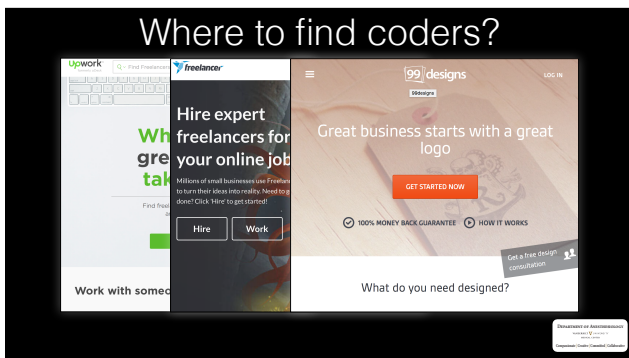 Where to find coders?
Upwork
Find Freelancers
Wh
gre
tak
Find free
Work with someo
freelancer
Hire expert
freelancers for
your online job
Millions of small businesses use Freelan
to turn their ideas into reality. Need to g
done? Click 'Hire' to get started!
Hire
Work
99designs
LOG IN
99designs
Great business starts with a great
logo
GET STARTED NOW
100% MONEY BACK GUARANTEE
HOW IT WORKS
Get a free design
consultation
What do you need designed?
Department of Anesthesiology
Compassionate | Creative | Committed | Collaborative